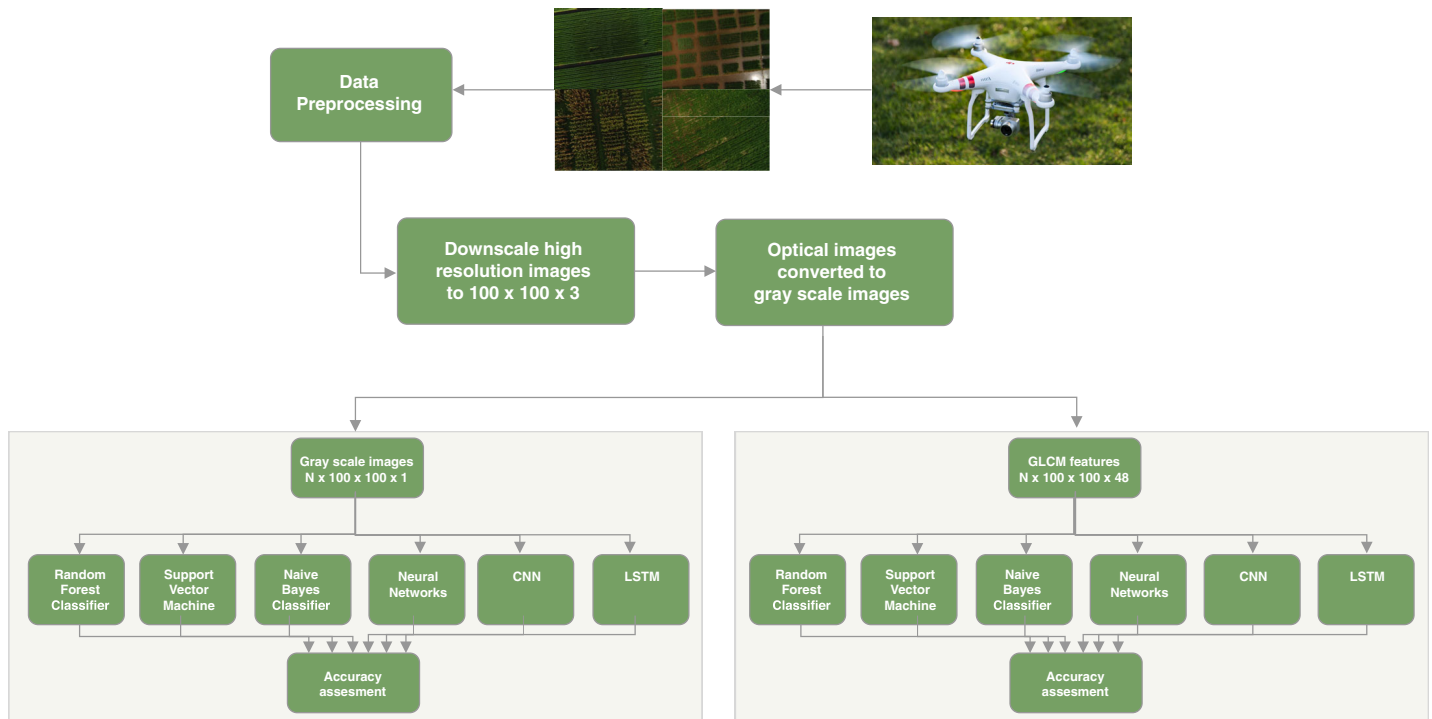 Data
Preprocessing
Downscale high
resolution images
to 100 x 100 x 3
Optical images
converted to
gray scale images
Gray scale images
N x 100 x 100 x 1
Random
Forest
Classifier
Support
Vector
Machine
Naive
Bayes
Classifier
Neural
Networks
CNN
LSTM
Accuracy
assesment
GLCM features
N x 100 x 100 x 48
Random
Forest
Classifier
Support
Vector
Machine
Naive
Bayes
Classifier
Neural
Networks
CNN
LSTM
Accuracy
assesment